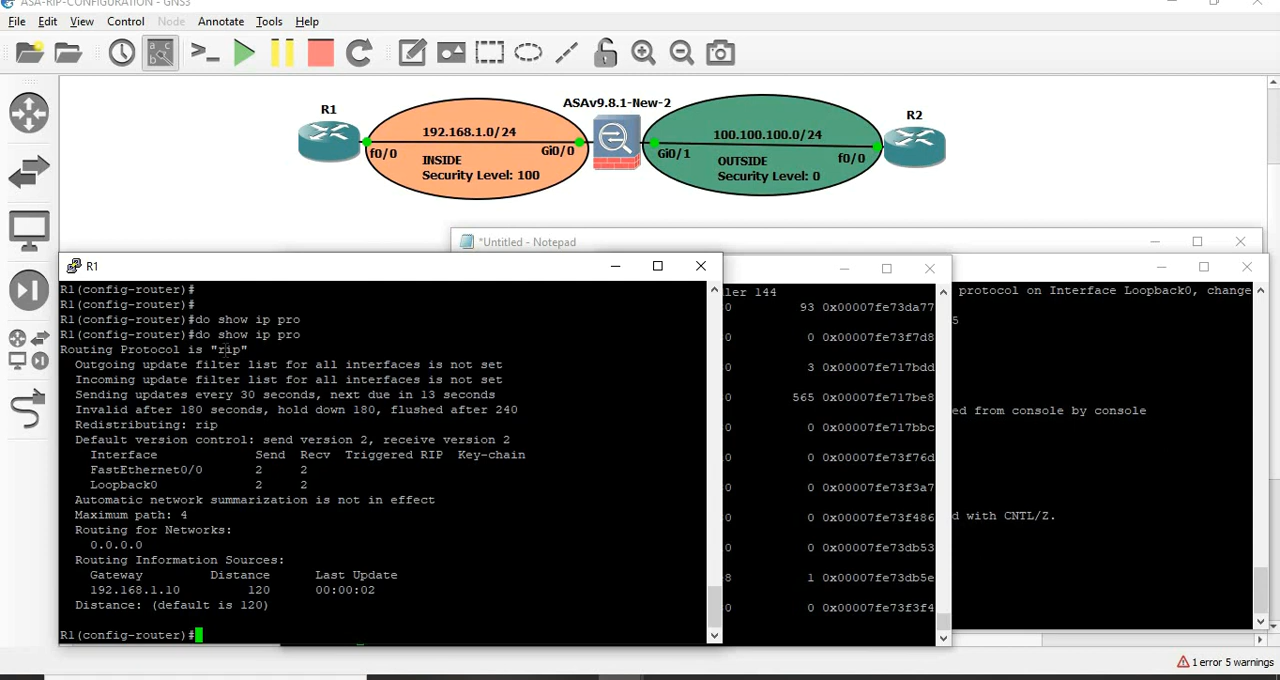 ASA-RIP-CONFIGURATION - GNS3
File Edit View Control Node Annotate Tools Help
R1
192.168.1.0/24
f0/0
Gi0/0
INSIDE
Security Level: 100
ASAv9.8.1-New-2
100.100.100.0/24
Gi0/1
f0/0
OUTSIDE
Security Level: 0
R2
*Untitled - Notepad
R1
R1(config-router)#
R1(config-router)#
R1(config-router)#do show ip pro
R1(config-router)#do show ip pro
Routing Protocol is "rip"
Outgoing update filter list for all interfaces is not set
Incoming update filter list for all interfaces is not set
Sending updates every 30 seconds, next due in 13 seconds
Invalid after 180 seconds, hold down 180, flushed after 240
Redistributing: rip
Default version control: send version 2, receive version 2
Interface Send Recv Triggered RIP Key-chain
FastEthernet0/0 2 2
Loopback0 2 2
Automatic network summarization is not in effect
Maximum path: 4
Routing for Networks:
0.0.0.0
Routing Information Sources:
Gateway Distance Last Update
192.168.1.10 120 00:00:02
Distance: (default is 120)
R1(config-router)#
ler 144
0 93 0x00007fe73da77
0 0 0x00007fe73f7d8
0 3 0x00007fe717bdd
0 565 0x00007fe717be8
0 0 0x00007fe717bbc
0 0 0x00007fe73f76d
0 0 0x00007fe73f3a7
0 0 0x00007fe73f486
0 0 0x00007fe73db53
8 1 0x00007fe73db5e
0 0 0x00007fe73f3f4
protocol on Interface Loopback0, change
5
ed from console by console
d with CNTL/Z.
1 error 5 warnings